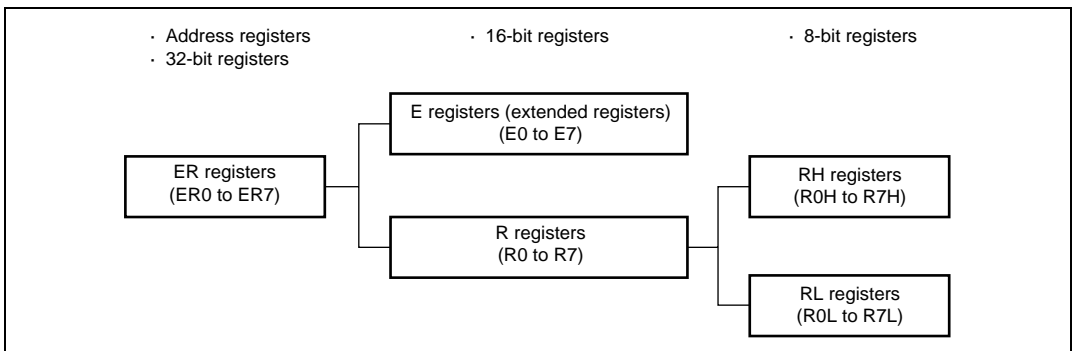 · Address registers
· 32-bit registers
· 16-bit registers
· 8-bit registers
E registers (extended registers)
(E0 to E7)
ER registers
(ER0 to ER7)
RH registers
(R0H to R7H)
R registers
(R0 to R7)
RL registers
(R0L to R7L)